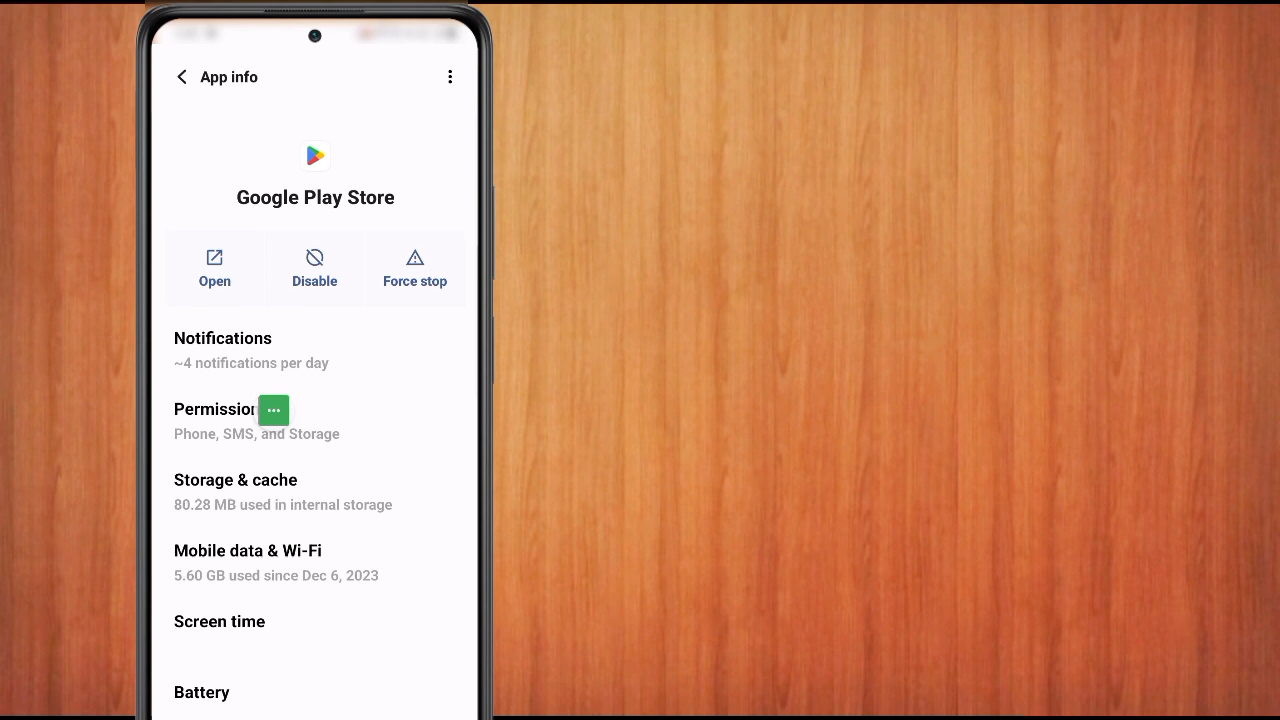 App info
Google Play Store
Open
Disable
Force stop
Notifications
~4 notifications per day
Permission
Phone, SMS, and Storage
Storage & cache
80.28 MB used in internal storage
Mobile data & Wi-Fi
5.60 GB used since Dec 6, 2023
Screen time
Battery